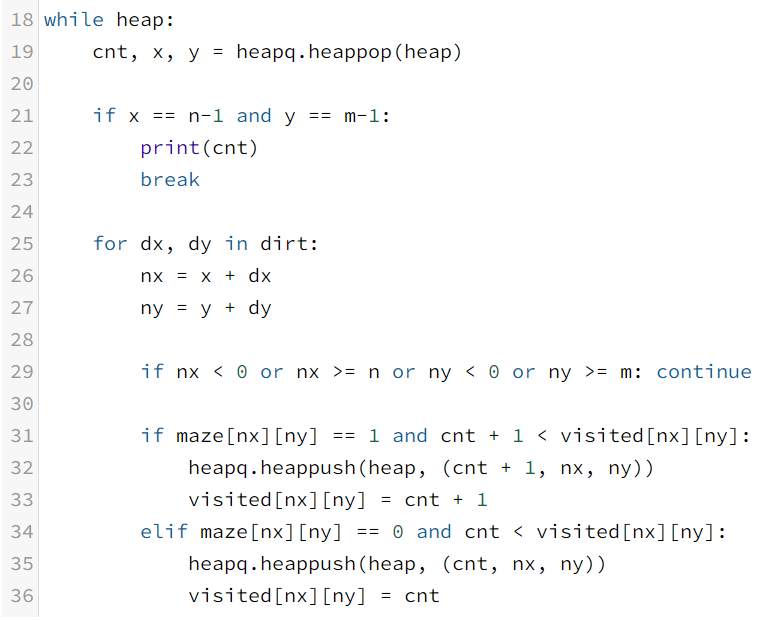 18 while heap:
19     cnt, x, y = heapq.heappop(heap)
20
21     if x == n-1 and y == m-1:
22         print(cnt)
23         break
24
25     for dx, dy in dirt:
26         nx = x + dx
27         ny = y + dy
28
29         if nx < 0 or nx >= n or ny < 0 or ny >= m: continue
30
31         if maze[nx][ny] == 1 and cnt + 1 < visited[nx][ny]:
32             heapq.heappush(heap, (cnt + 1, nx, ny))
33             visited[nx][ny] = cnt + 1
34         elif maze[nx][ny] == 0 and cnt < visited[nx][ny]:
35             heapq.heappush(heap, (cnt, nx, ny))
36             visited[nx][ny] = cnt